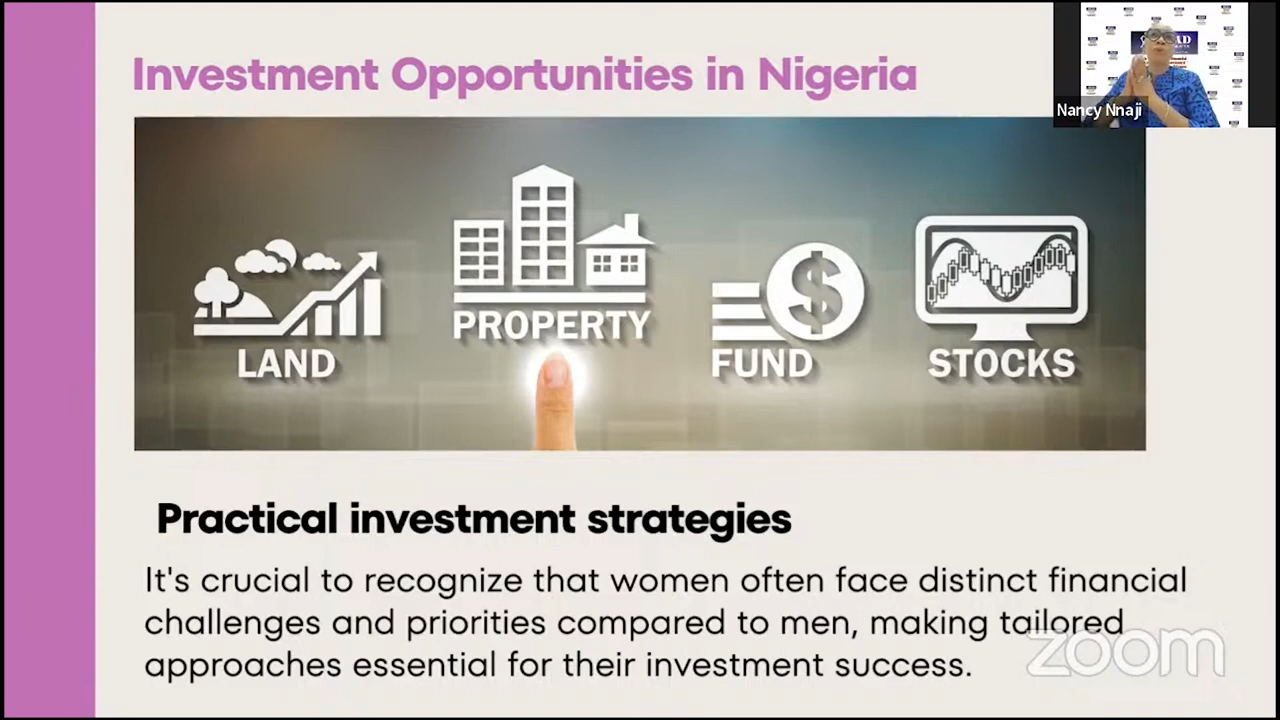 Investment Opportunities in Nigeria
Nancy Nnaji
LAND
PROPERTY
FUND
STOCKS
Practical investment strategies
It's crucial to recognize that women often face distinct financial
challenges and priorities compared to men, making tailored
approaches essential for their investment success.
zoom